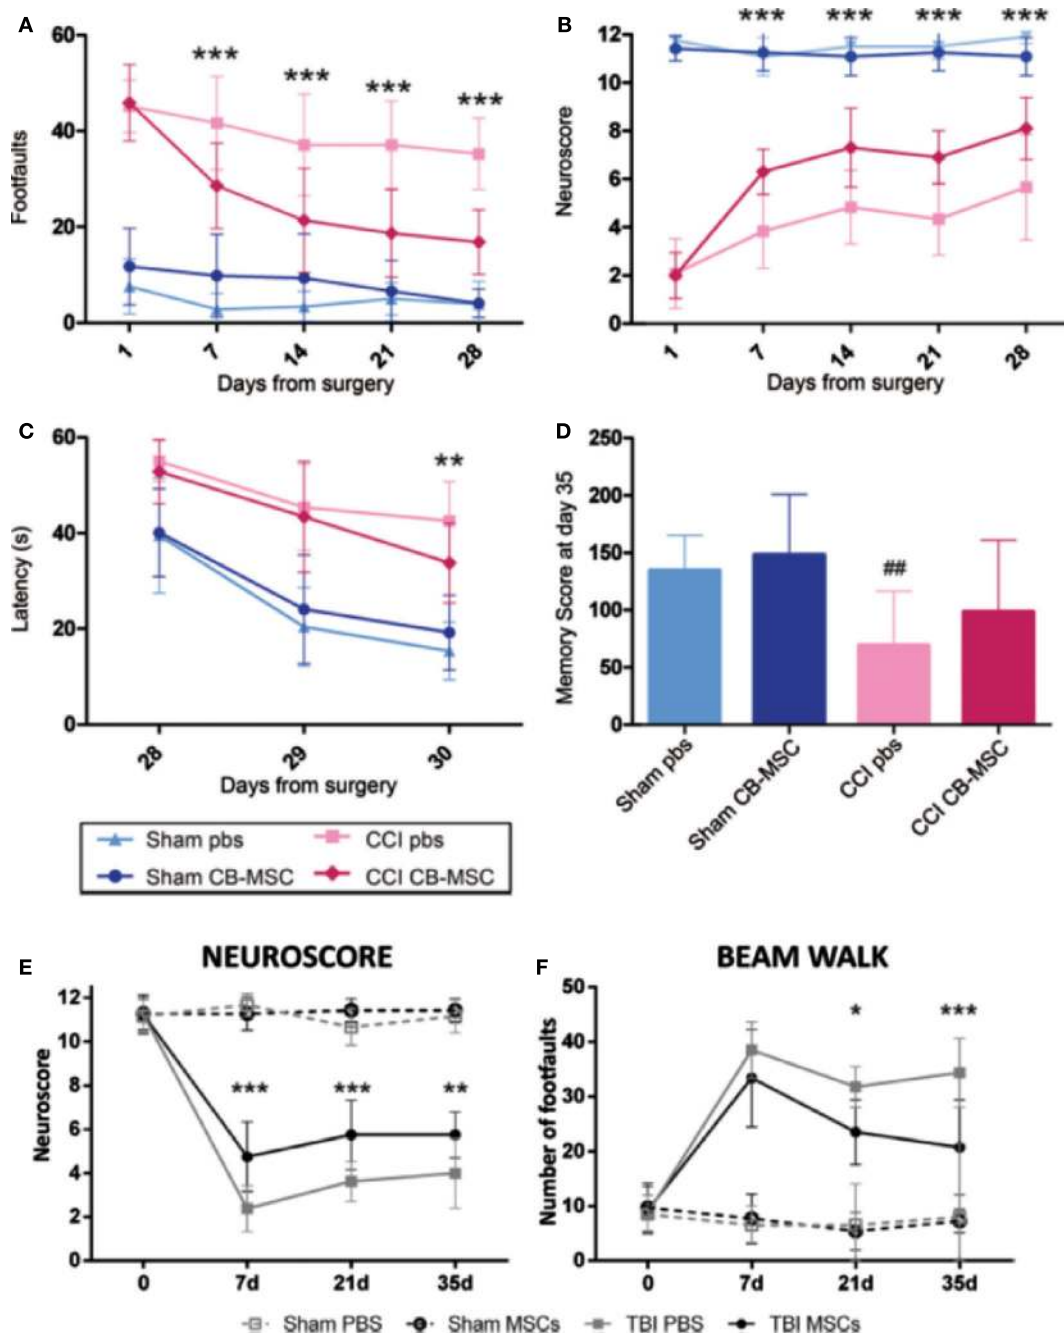 A
60
40
20
0
Footfaults
***
***
***
***
1
7
14
21
28
Days from surgery
B
12
10
8
6
4
2
0
Neuroscore
***
***
***
***
1
7
14
21
28
Days from surgery
C
60
40
20
0
Latency (s)
**
28
29
30
Days from surgery
D
250
200
150
100
50
0
Memory Score at day 35
##
Sham pbs
Sham CB-MSC
CCI pbs
CCI CB-MSC
Sham pbs
CCI pbs
Sham CB-MSC
CCI CB-MSC
E
NEUROSCORE
12
10
8
6
4
2
0
Neuroscore
***
***
**
0
7d
21d
35d
F
BEAM WALK
50
40
30
20
10
0
Number of footfaults
*
***
0
7d
21d
35d
Sham PBS
Sham MSCs
TBI PBS
TBI MSCs